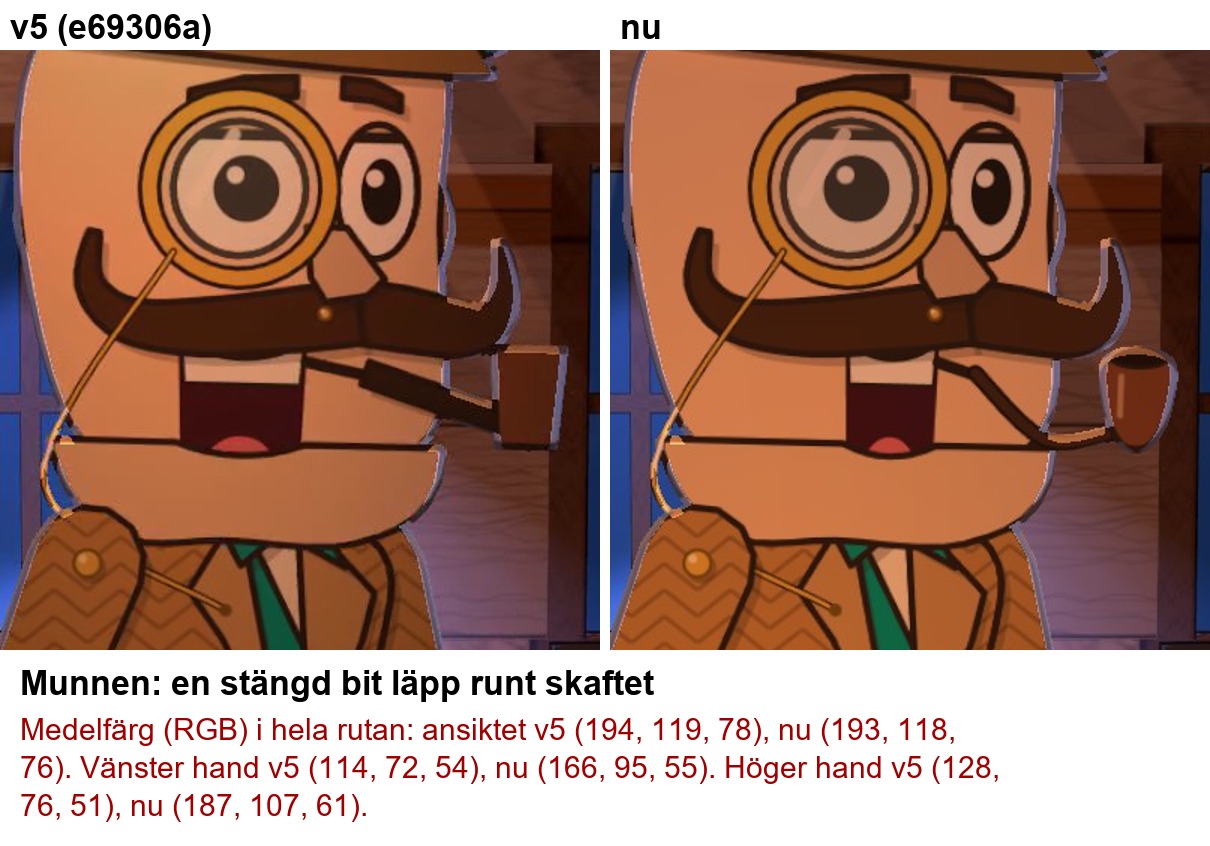 v5 (e69306a)
nu
Munnen: en stängd bit läpp runt skaftet
Medelfärg (RGB) i hela rutan: ansiktet v5 (194, 119, 78), nu (193, 118,
76). Vänster hand v5 (114, 72, 54), nu (166, 95, 55). Höger hand v5 (128,
76, 51), nu (187, 107, 61).